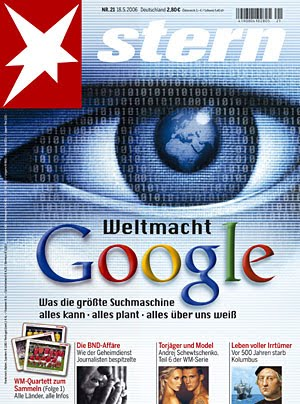 NR.21 18.5.2006 Deutschland 2,80€
stern
Weltmacht
Google
Was die größte Suchmaschine
alles kann · alles plant · alles über uns weiß
WM-Quartett zum
Sammeln (Folge 1)
Alle Länder, alle Infos
Die BND-Affäre
Wie der Geheimdienst
Journalisten bespitzelte
Torjäger und Model
Andrej Schewtschenko,
Teil 6 der WM-Serie
Leben voller Irrtümer
Vor 500 Jahren starb
Kolumbus